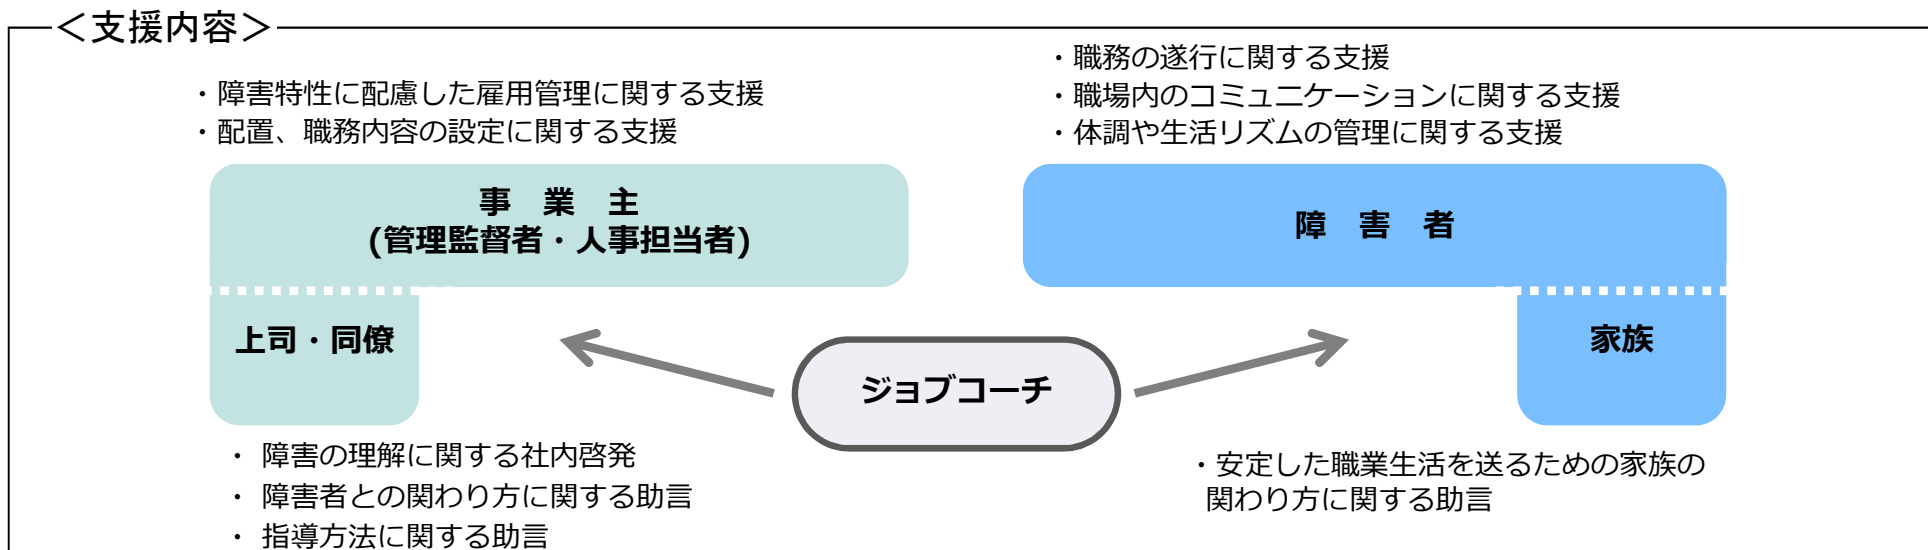 ＜支援内容＞
・障害特性に配慮した雇用管理に関する支援
・配置、職務内容の設定に関する支援
・職務の遂行に関する支援
・職場内のコミュニケーションに関する支援
・体調や生活リズムの管理に関する支援
事　業　主
(管理監督者・人事担当者)
障　害　者
上司・同僚
ジョブコーチ
家族
・ 障害の理解に関する社内啓発
・ 障害者との関わり方に関する助言
・ 指導方法に関する助言
・安定した職業生活を送るための家族の
関わり方に関する助言